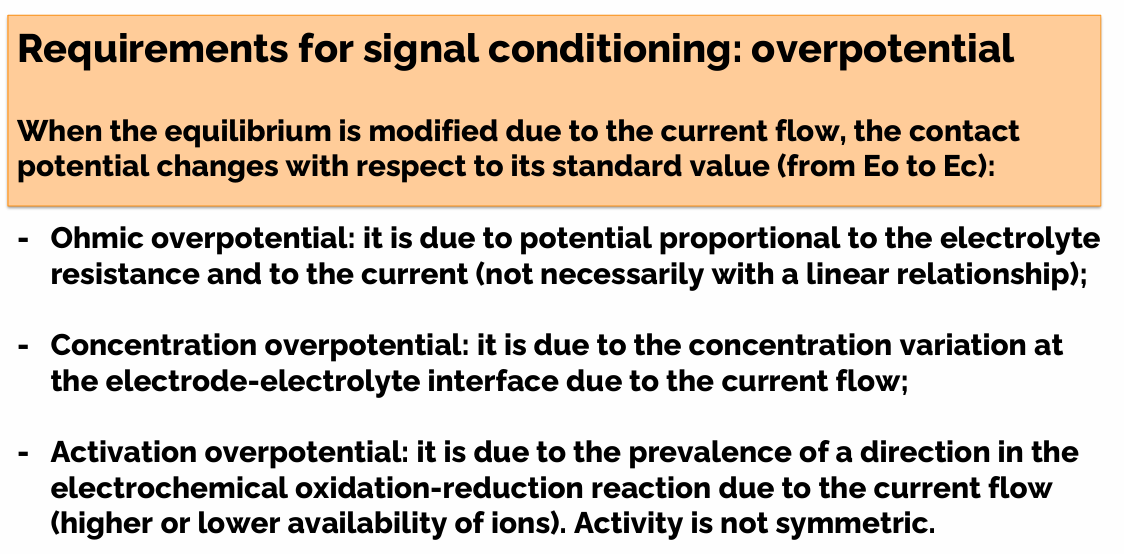 Requirements for signal conditioning: overpotential
When the equilibrium is modified due to the current flow, the contact
potential changes with respect to its standard value (from Eo to Ec):
- Ohmic overpotential: it is due to potential proportional to the electrolyte
resistance and to the current (not necessarily with a linear relationship);
- Concentration overpotential: it is due to the concentration variation at
the electrode-electrolyte interface due to the current flow;
- Activation overpotential: it is due to the prevalence of a direction in the
electrochemical oxidation-reduction reaction due to the current flow
(higher or lower availability of ions). Activity is not symmetric.